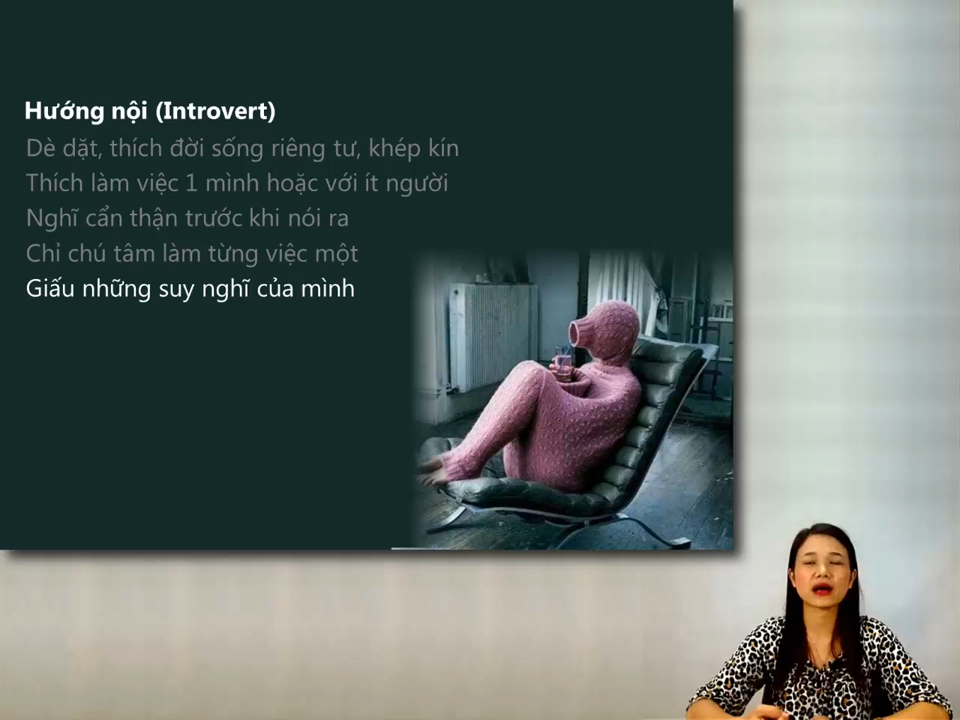 Hướng nội (Introvert)
Dè dặt, thích đời sống riêng tư, khép kín
Thích làm việc 1 mình hoặc với ít người
Nghĩ cẩn thận trước khi nói ra
Chỉ chú tâm làm từng việc một
Giấu những suy nghĩ của mình